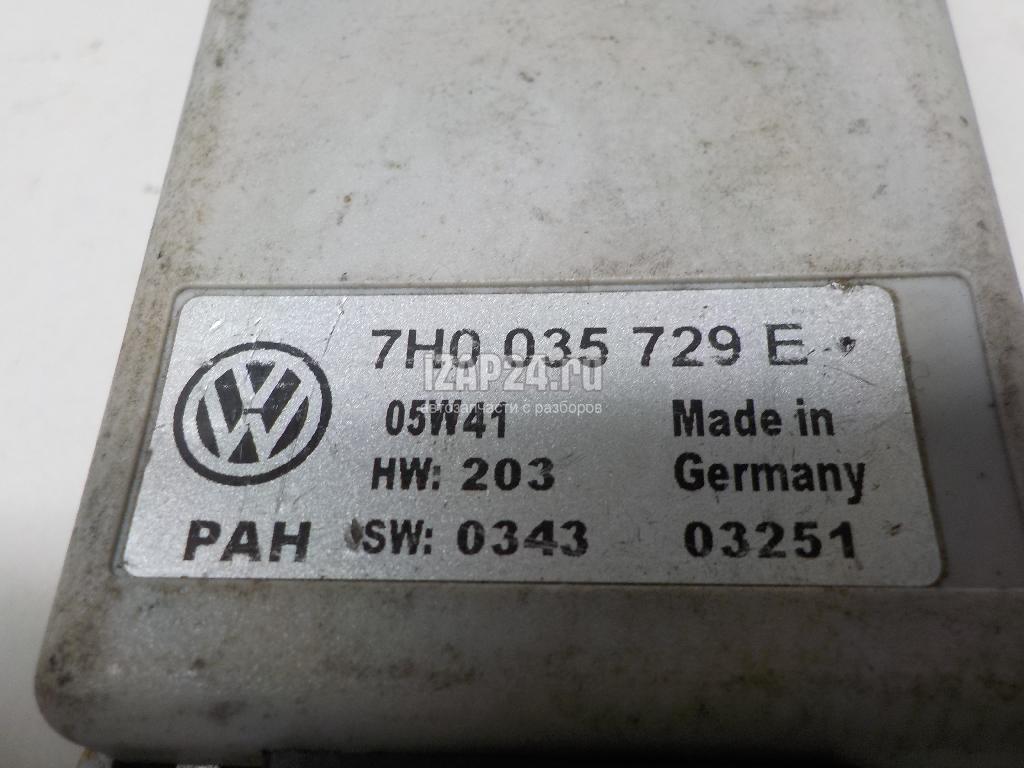 7H0 035 729 E
IZAP24.ru
автозапчасти с разборов
05W41 Made in
HW: 203 Germany
PAH SW: 0343 03251